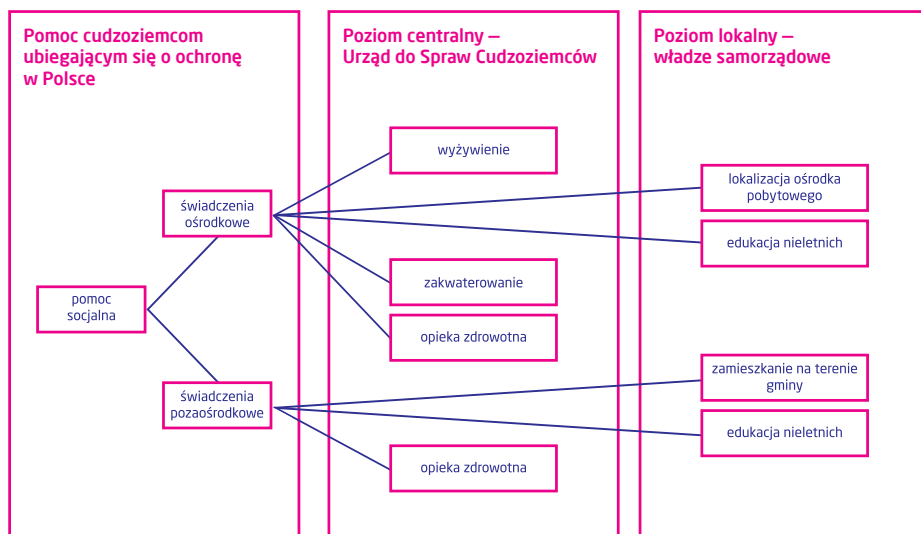 Pomoc cudzoziemcom
ubiegającym się o ochronę
w Polsce
świadczenia
ośrodkowe
pomoc
socjalna
świadczenia
pozaośrodkowe
Poziom centralny —
Urząd do Spraw Cudzoziemców
wyżywienie
zakwaterowanie
opieka zdrowotna
opieka zdrowotna
Poziom lokalny —
władze samorządowe
lokalizacja ośrodka
pobytowego
edukacja nieletnich
zamieszkanie na terenie
gminy
edukacja nieletnich